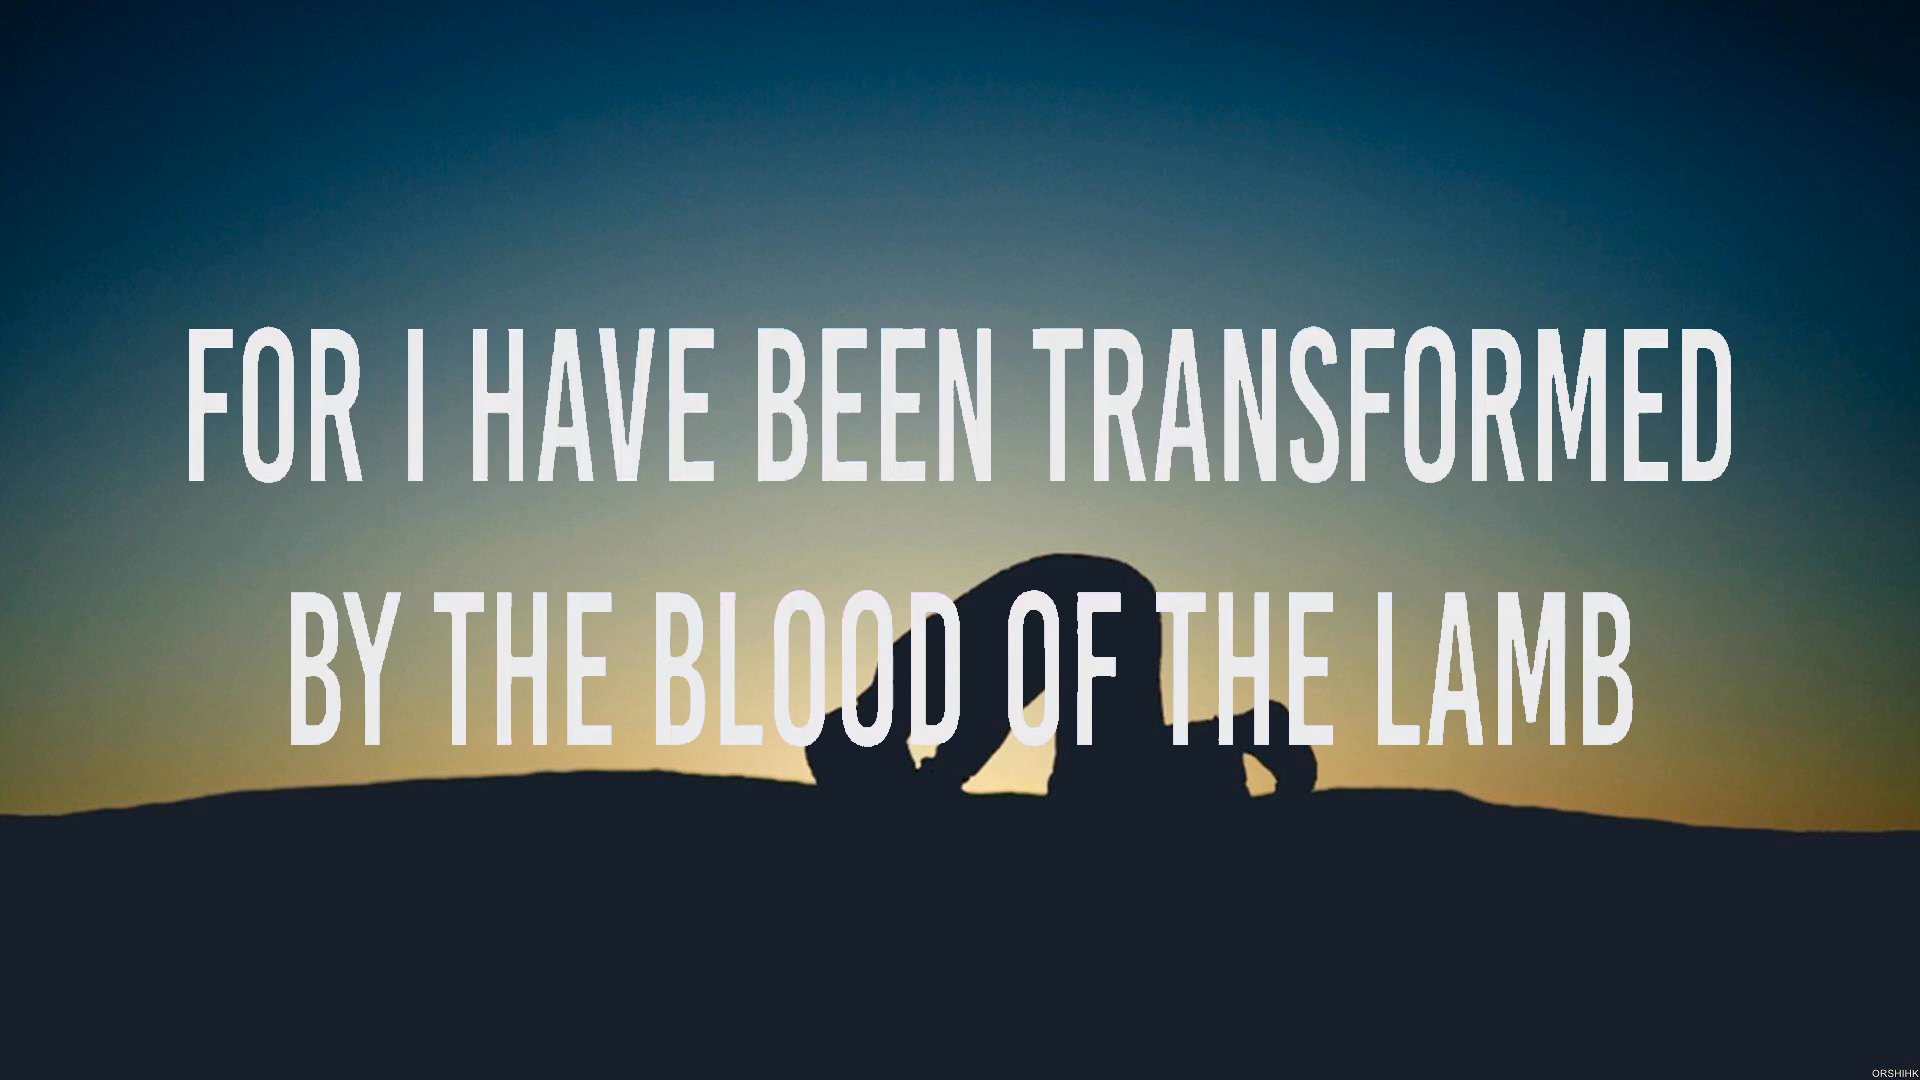 FOR I HAVE BEEN TRANSFORMED
BY THE BLOOD OF THE LAMB
ORSHIHK